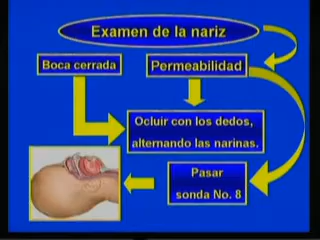 Examen de la nariz
Boca cerrada
Permeabilidad
Ocluir con los dedos,
alternando las narinas.
Pasar
sonda No. 8